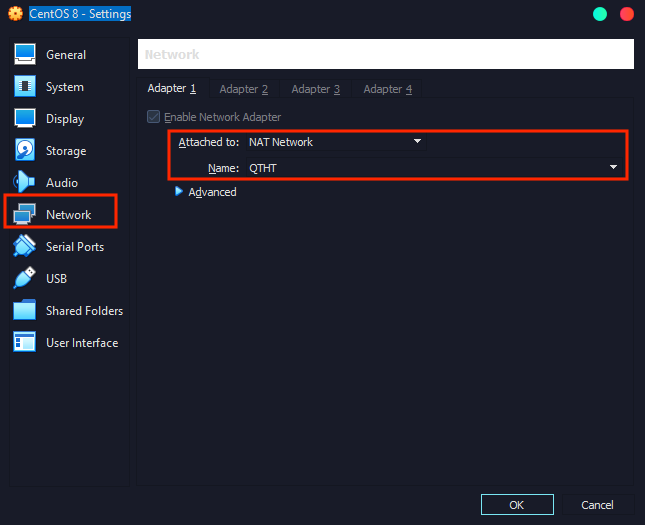 CentOS 8 - Settings
General
System
Display
Storage
Audio
Network
Serial Ports
USB
Shared Folders
User Interface
Network
Adapter 1 Adapter 2 Adapter 3 Adapter 4
Enable Network Adapter
Attached to: NAT Network
Name: QTHT
Advanced
OK Cancel